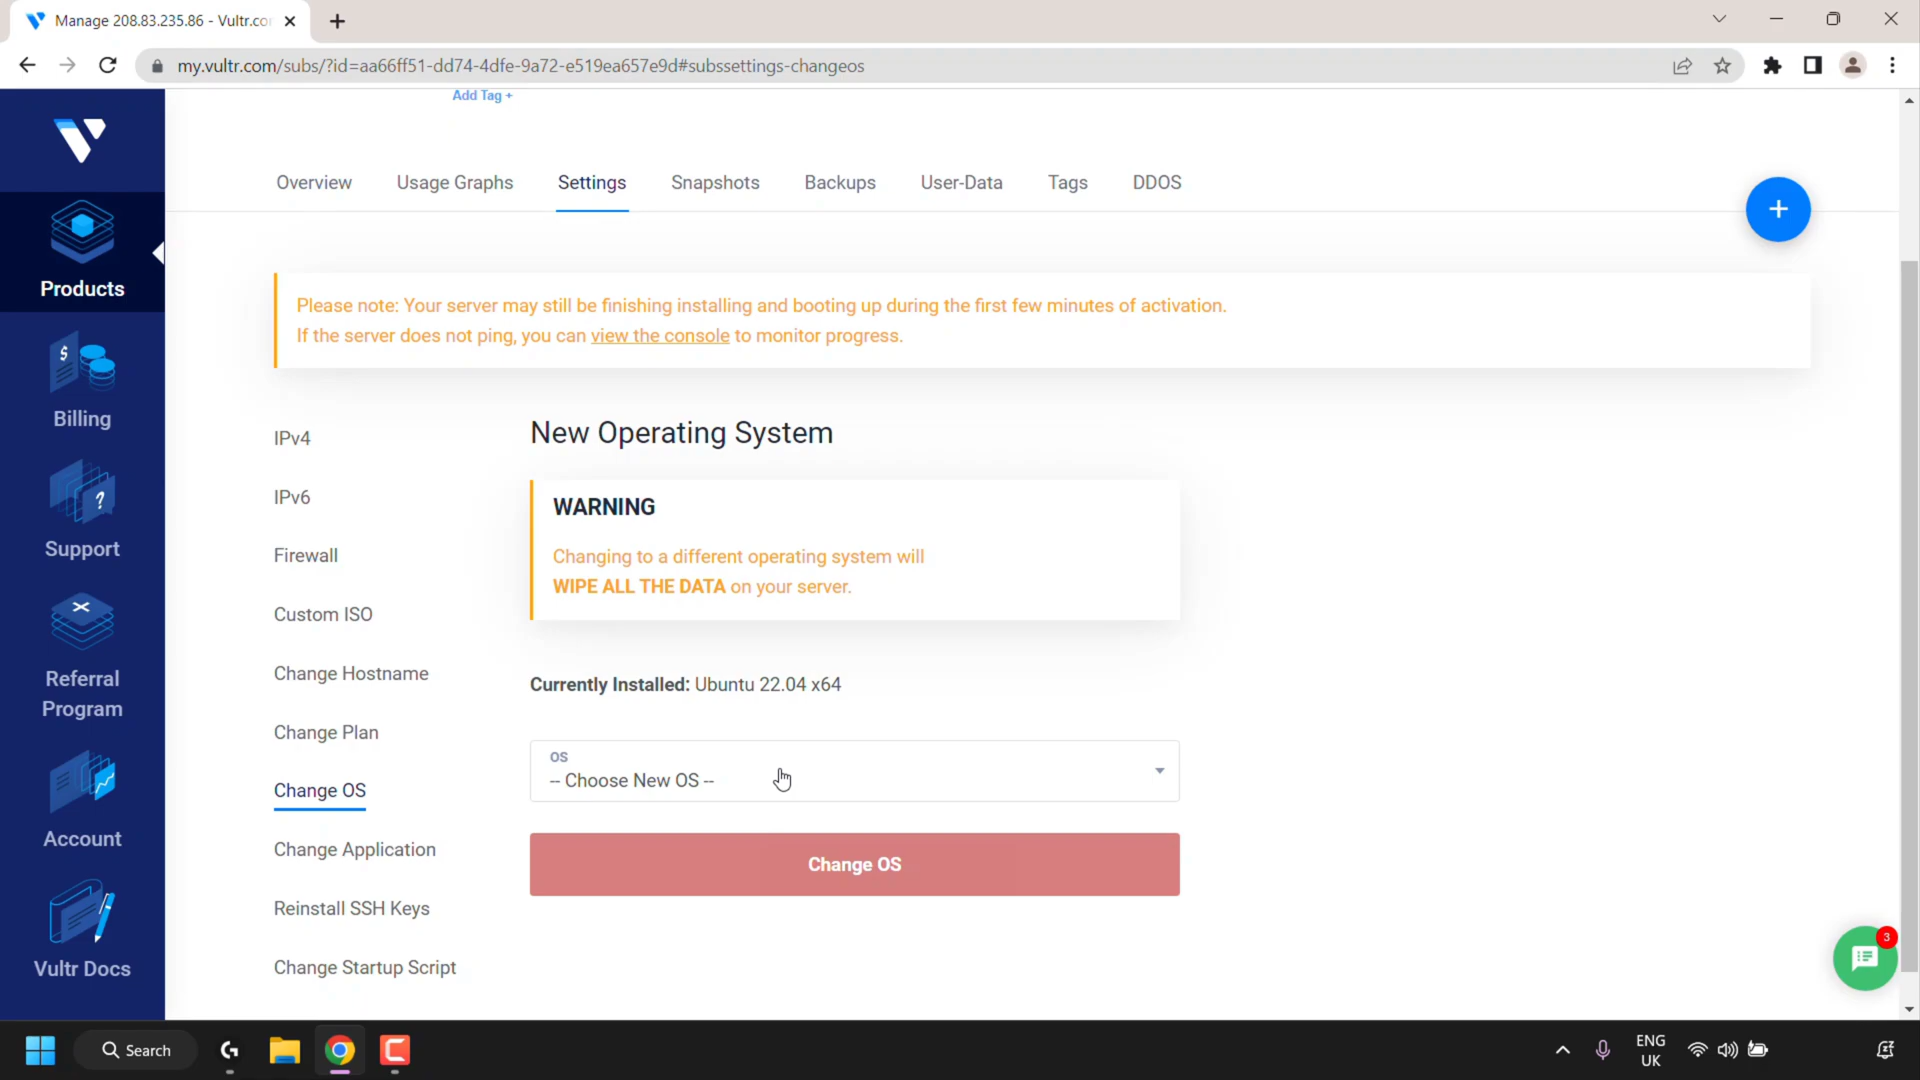 Manage 208.83.235.86 - Vultr.co
my.vultr.com/subs/?id=aa66ff51-dd74-4dfe-9a72-e519ea657e9d#subssettings-changeos
Add Tag +
Overview
Usage Graphs
Settings
Snapshots
Backups
User-Data
Tags
DDOS
+
Products
Billing
Support
Referral
Program
Account
Vultr Docs
Please note: Your server may still be finishing installing and booting up during the first few minutes of activation.
If the server does not ping, you can view the console to monitor progress.
IPv4
IPv6
Firewall
Custom ISO
Change Hostname
Change Plan
Change OS
Change Application
Reinstall SSH Keys
Change Startup Script
New Operating System
WARNING
Changing to a different operating system will
WIPE ALL THE DATA on your server.
Currently Installed: Ubuntu 22.04 x64
OS
-- Choose New OS --
Change OS
3
Search
ENG
UK